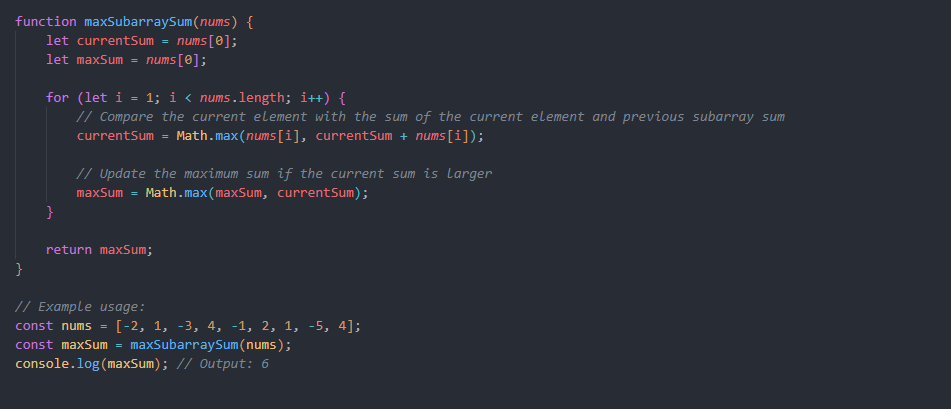 function maxSubarraySum(nums) {
    let currentSum = nums[0];
    let maxSum = nums[0];

    for (let i = 1; i < nums.length; i++) {
        // Compare the current element with the sum of the current element and previous subarray sum
        currentSum = Math.max(nums[i], currentSum + nums[i]);

        // Update the maximum sum if the current sum is larger
        maxSum = Math.max(maxSum, currentSum);
    }

    return maxSum;
}

// Example usage:
const nums = [-2, 1, -3, 4, -1, 2, 1, -5, 4];
const maxSum = maxSubarraySum(nums);
console.log(maxSum); // Output: 6